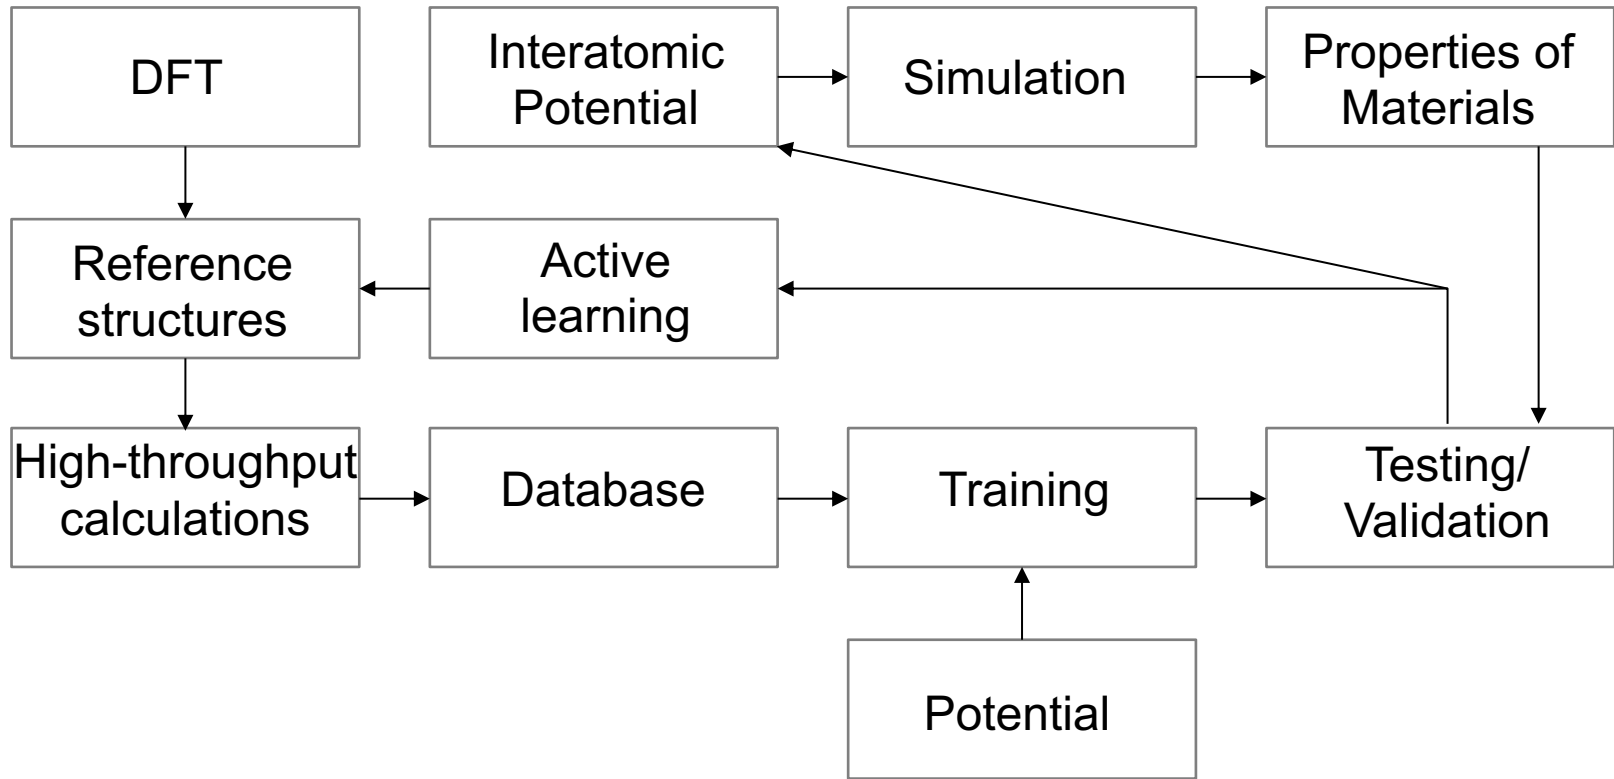 DFT
Interatomic
Potential
Simulation
Properties of
Materials
Reference
structures
Active
learning
High-throughput
calculations
Database
Training
Testing/
Validation
Potential